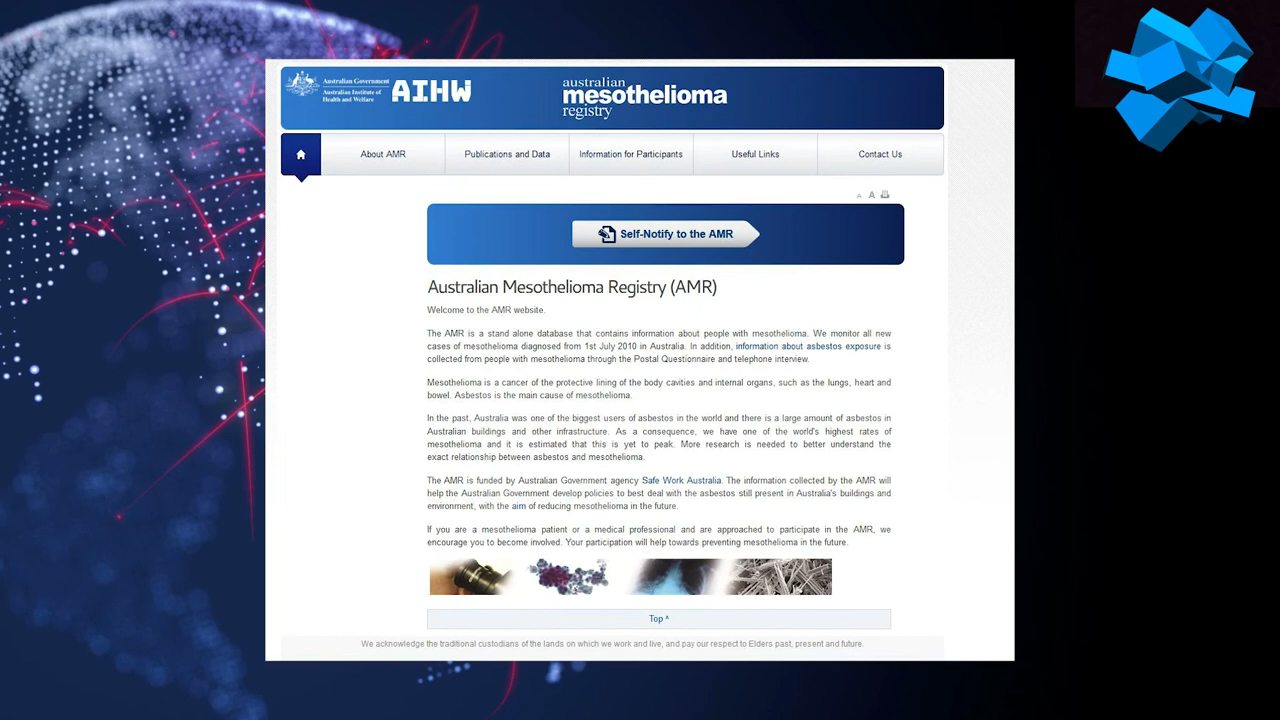 Australian Government
Australian Institute of
Health and Welfare
AIHW
australian
mesothelioma
registry
About AMR
Publications and Data
Information for Participants
Useful Links
Contact Us
A A
Self-Notify to the AMR
Australian Mesothelioma Registry (AMR)
Welcome to the AMR website.
The AMR is a stand alone database that contains information about people with mesothelioma. We monitor all new
cases of mesothelioma diagnosed from 1st July 2010 in Australia. In addition, information about asbestos exposure is
collected from people with mesothelioma through the Postal Questionnaire and telephone interview.
Mesothelioma is a cancer of the protective lining of the body cavities and internal organs, such as the lungs, heart and
bowel. Asbestos is the main cause of mesothelioma.
In the past, Australia was one of the biggest users of asbestos in the world and there is a large amount of asbestos in
Australian buildings and other infrastructure. As a consequence, we have one of the world's highest rates of
mesothelioma and it is estimated that this is yet to peak. More research is needed to better understand the
exact relationship between asbestos and mesothelioma.
The AMR is funded by Australian Government agency Safe Work Australia. The information collected by the AMR will
help the Australian Government develop policies to best deal with the asbestos still present in Australia's buildings and
environment, with the aim of reducing mesothelioma in the future.
If you are a mesothelioma patient or a medical professional and are approached to participate in the AMR, we
encourage you to become involved. Your participation will help towards preventing mesothelioma in the future.
Top ^
We acknowledge the traditional custodians of the lands on which we work and live, and pay our respect to Elders past, present and future.